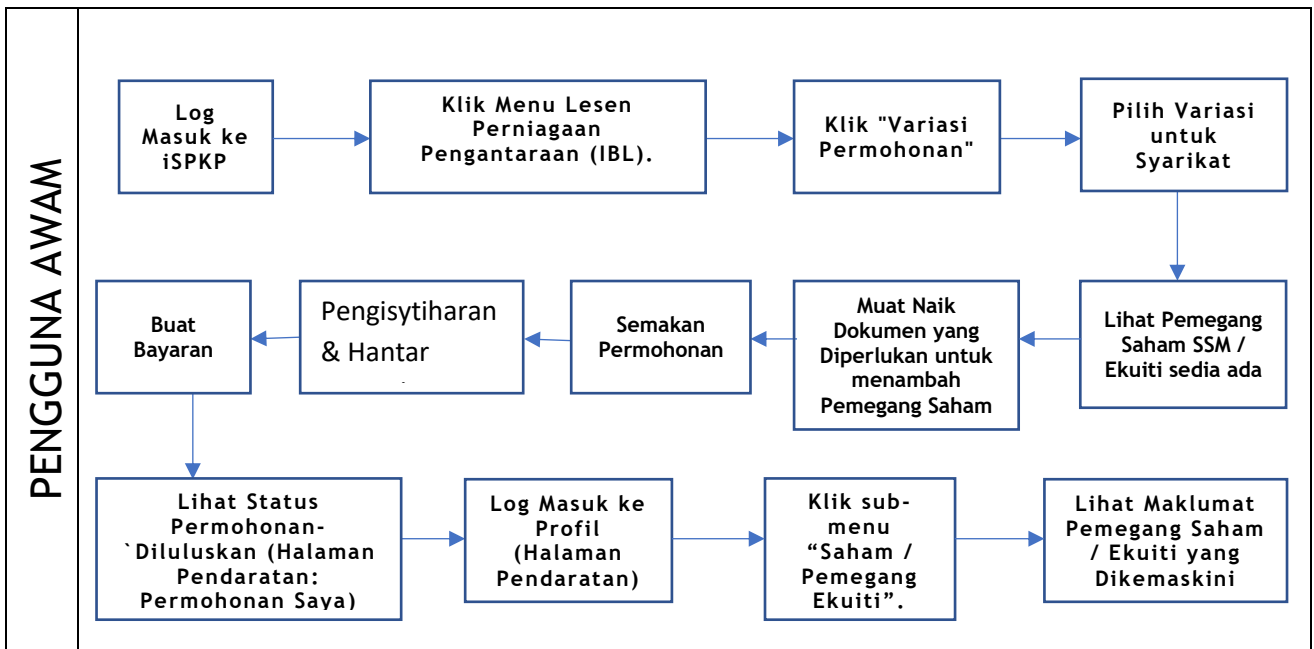 PENGGUNA AWAM
Log
Masuk ke
iSPKP
Klik Menu Lesen
Perniagaan
Pengantaraan (IBL).
Klik "Variasi
Permohonan"
Pilih Variasi
untuk
Syarikat
Lihat Pemegang
Saham SSM /
Ekuiti sedia ada
Muat Naik
Dokumen yang
Diperlukan untuk
menambah
Pemegang Saham
Semakan
Permohonan
Pengisytiharan
& Hantar
Buat
Bayaran
Lihat Status
Permohonan-
`Diluluskan (Halaman
Pendaratan:
Permohonan Saya)
Log Masuk ke
Profil
(Halaman
Pendaratan)
Klik sub-
menu
“Saham /
Pemegang
Ekuiti”.
Lihat Maklumat
Pemegang Saham
/ Ekuiti yang
Dikemaskini